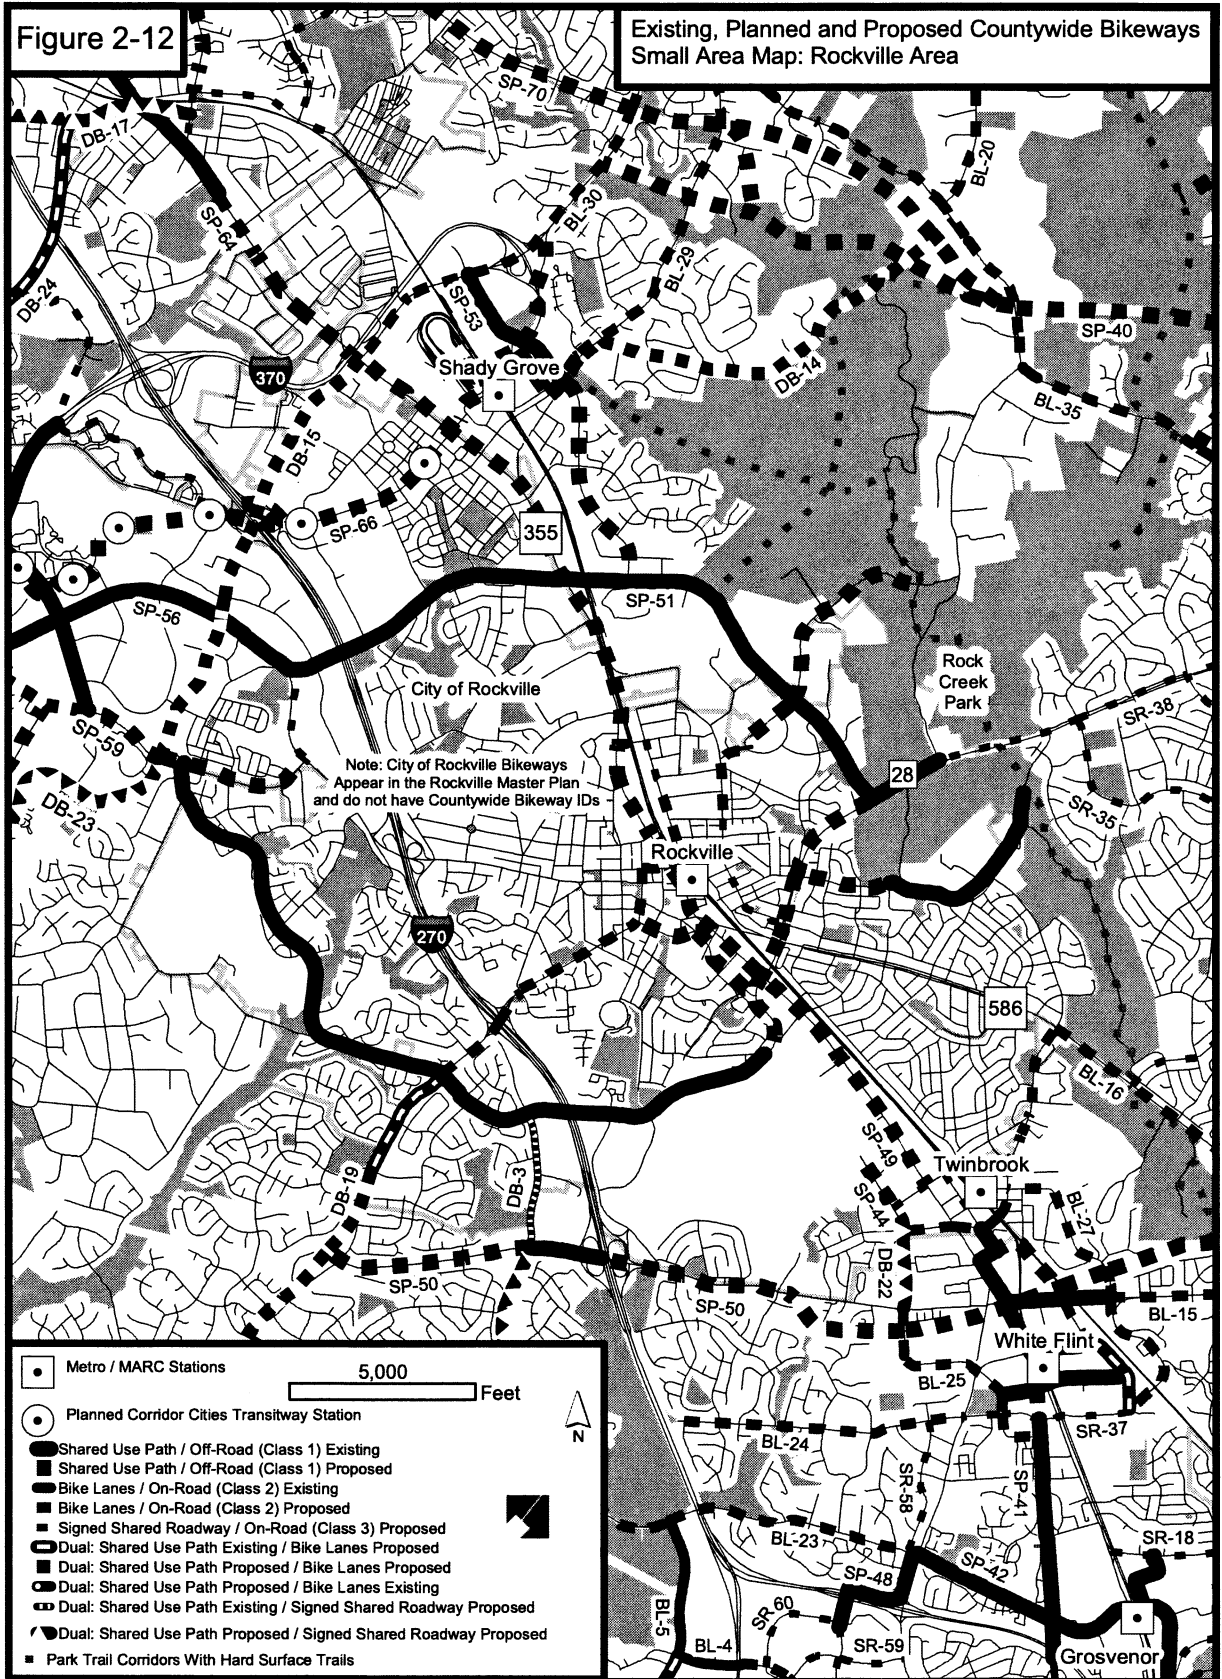 Figure 2-12
Existing, Planned and Proposed Countywide Bikeways
Small Area Map: Rockville Area
SP-70
DB-17
BL-20
BL-30
SP-64
BL-29
DB-24
SP-53
SP-40
Shady Grove
370
DB-14
BL-35
DB-15
SP-66
355
SP-51
SP-56
City of Rockville
Rock
Creek
Park
SR-38
SP-59
Note: City of Rockville Bikeways
Appear in the Rockville Master Plan
and do not have Countywide Bikeway IDs
28
DB-23
SR-35
Rockville
270
586
BL-16
SP-49
Twinbrook
DB-19
DB-3
SP-44
BL-27
DB-22
SP-50
SP-50
BL-15
White Flint
BL-25
SR-37
BL-24
SR-58
SP-41
BL-23
SR-18
SP-42
SP-48
BL-5
SR 60
BL-4
SR-59
Grosvenor
Metro / MARC Stations
5,000
Feet
Planned Corridor Cities Transitway Station
N
Shared Use Path / Off-Road (Class 1) Existing
Shared Use Path / Off-Road (Class 1) Proposed
Bike Lanes / On-Road (Class 2) Existing
Bike Lanes / On-Road (Class 2) Proposed
Signed Shared Roadway / On-Road (Class 3) Proposed
Dual: Shared Use Path Existing / Bike Lanes Proposed
Dual: Shared Use Path Proposed / Bike Lanes Proposed
Dual: Shared Use Path Proposed / Bike Lanes Existing
Dual: Shared Use Path Existing / Signed Shared Roadway Proposed
Dual: Shared Use Path Proposed / Signed Shared Roadway Proposed
Park Trail Corridors With Hard Surface Trails